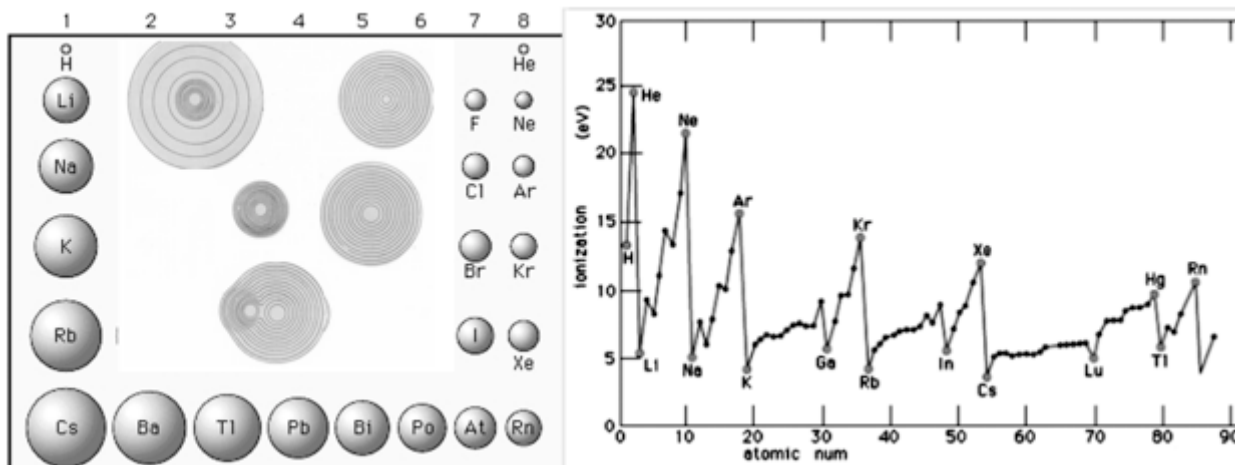 1 2 3 4 5 6 7 8
H He
Li F Ne
Na Cl Ar
K Br Kr
Rb I Xe
Cs Ba Tl Pb Bi Po At Rn
ionization (eV)
30
25
20
15
10
5
0
He
Ne
Ar
Kr
Xe
Hg
Rn
H
Li
Na
K
Ga
Rb
In
Cs
Lu
Tl
0 10 20 30 40 50 60 70 80 90
atomic num